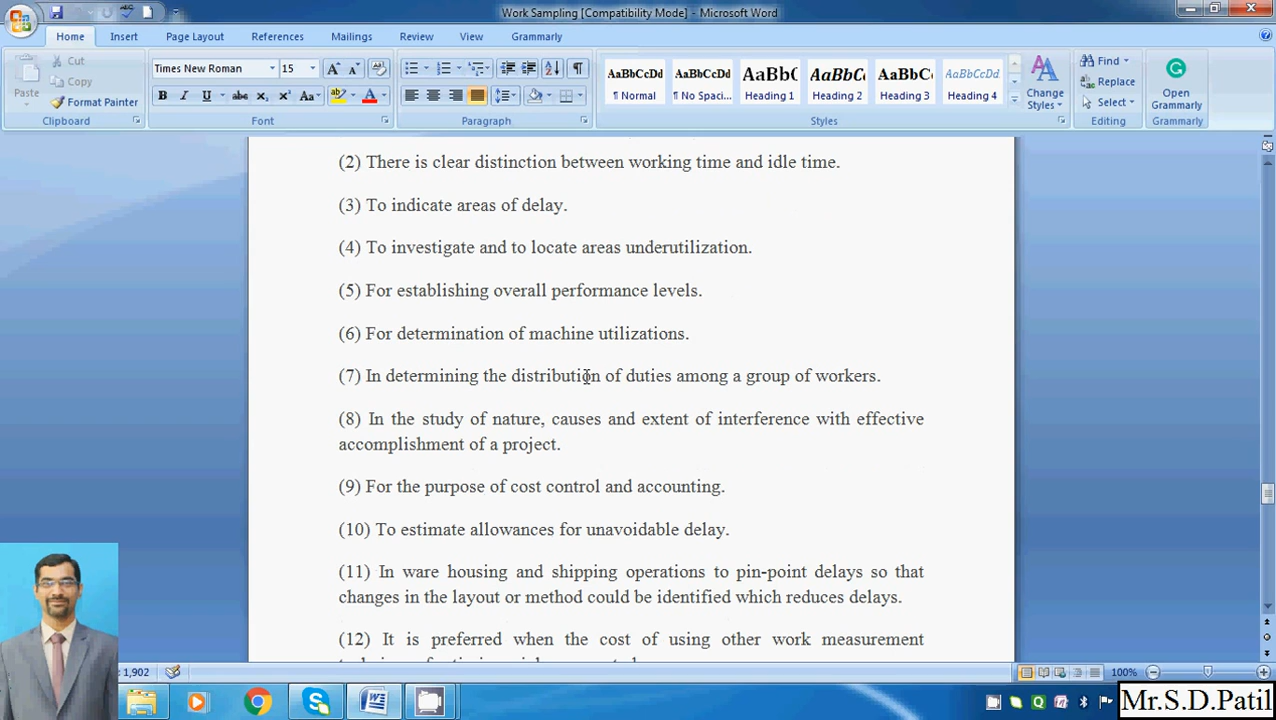 Work Sampling [Compatibility Mode] - Microsoft Word
Home Insert Page Layout References Mailings Review View Grammarly
Paste
Cut
Copy
Format Painter
Clipboard
Times New Roman 15
B I U abc x₂ x² Aa
Font
Paragraph
AaBbCcDd AaBbCcDd AaBb(C AaBbC AaBbCc AaBbCcDd
¶ Normal ¶ No Spaci... Heading 1 Heading 2 Heading 3 Heading 4
Change Styles
Styles
Find
Replace
Select
Editing
Open Grammarly
Grammarly
(2) There is clear distinction between working time and idle time.
(3) To indicate areas of delay.
(4) To investigate and to locate areas underutilization.
(5) For establishing overall performance levels.
(6) For determination of machine utilizations.
(7) In determining the distribution of duties among a group of workers.
(8) In the study of nature, causes and extent of interference with effective
accomplishment of a project.
(9) For the purpose of cost control and accounting.
(10) To estimate allowances for unavoidable delay.
(11) In ware housing and shipping operations to pin-point delays so that
changes in the layout or method could be identified which reduces delays.
(12) It is preferred when the cost of using other work measurement
: 1,902
100%
Mr.S.D.Patil